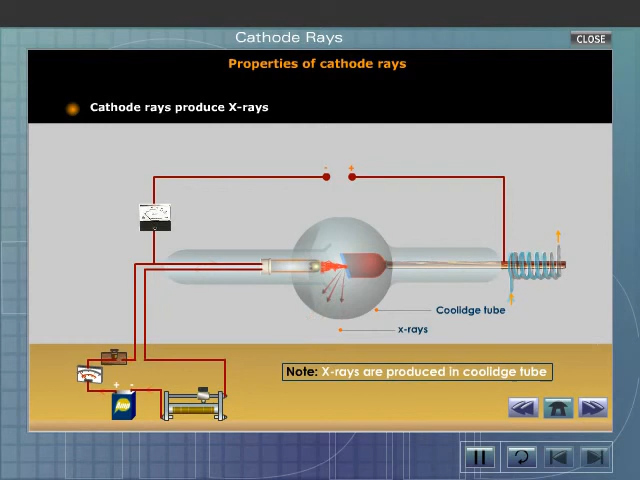 Cathode Rays
CLOSE
Properties of cathode rays
Cathode rays produce X-rays
- +
Coolidge tube
x-rays
Note: X-rays are produced in coolidge tube
+ -